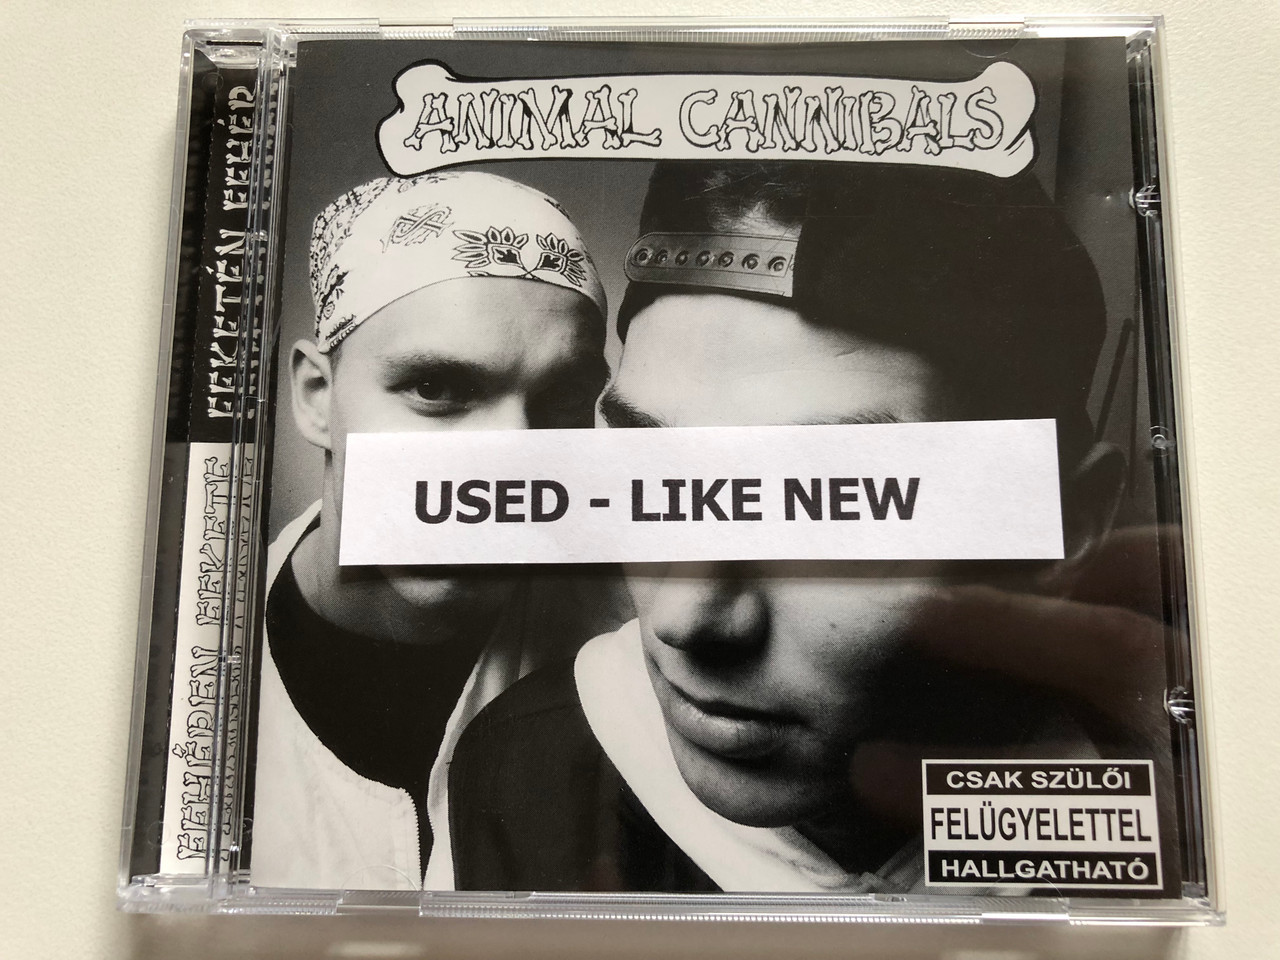 ANIMAL CANNIBALS
FEKETÉN FEHÉR
FEHÉREN FEKETE
USED - LIKE NEW
CSAK SZÜLŐI
FELÜGYELETTEL
HALLGATHATÓ